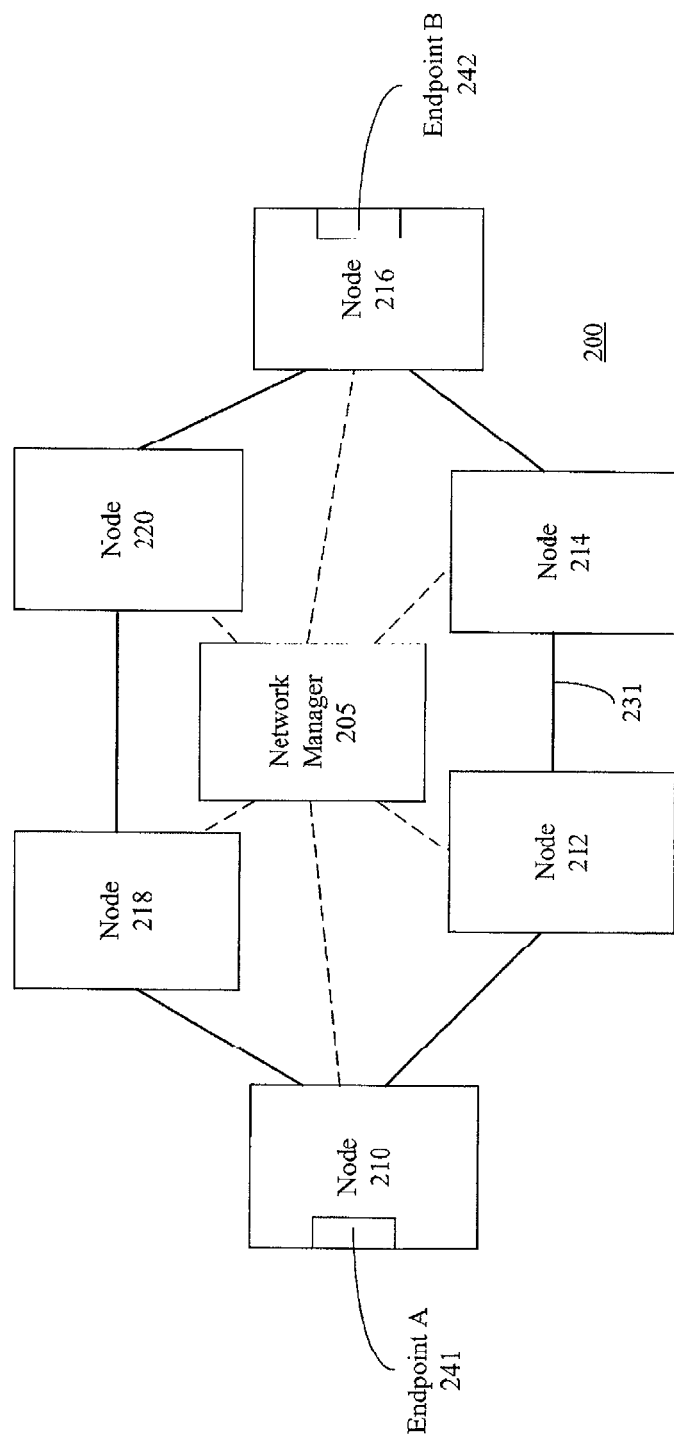 Node
218
Node
220
Endpoint A
241
Node
210
Network
Manager
205
Node
216
Endpoint B
242
Node
212
231
Node
214
200